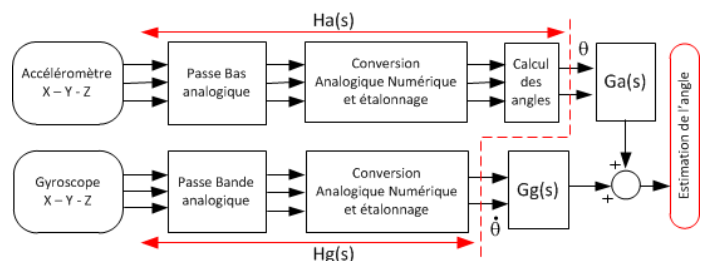 Ha(s)
Accéléromètre
X – Y - Z
Passe Bas
analogique
Conversion
Analogique Numérique
et étalonnage
Calcul
des
angles
θ
Ga(s)
Estimation de l'angle
Gyroscope
X – Y - Z
Passe Bande
analogique
Conversion
Analogique Numérique
et étalonnage
θ̇
Gg(s)
+
+
Hg(s)